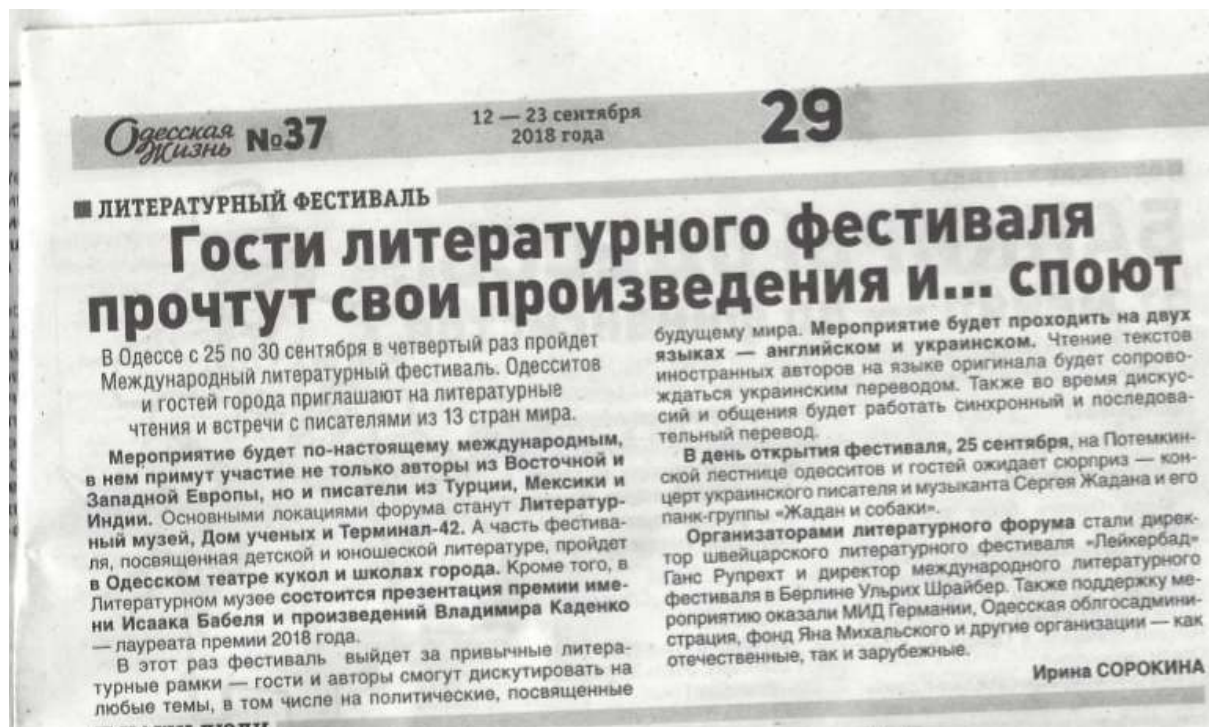 Одесская
Жизнь №37
12 — 23 сентября
2018 года
29
ЛИТЕРАТУРНЫЙ ФЕСТИВАЛЬ
Гости литературного фестиваля
прочтут свои произведения и... споют
В Одессе с 25 по 30 сентября в четвертый раз пройдет
Международный литературный фестиваль. Одесситов
и гостей города приглашают на литературные
чтения и встречи с писателями из 13 стран мира.
Мероприятие будет по-настоящему международным,
в нем примут участие не только авторы из Восточной и
Западной Европы, но и писатели из Турции, Мексики и
Индии. Основными локациями форума станут Литератур-
ный музей, Дом ученых и Терминал-42. А часть фестива-
ля, посвященная детской и юношеской литературе, пройдет
в Одесском театре кукол и школах города. Кроме того, в
Литературном музее состоится презентация премии име-
ни Исаака Бабеля и произведений Владимира Каденко
— лауреата премии 2018 года.
В этот раз фестиваль выйдет за привычные литера-
турные рамки — гости и авторы смогут дискутировать на
любые темы, в том числе на политические, посвященные
будущему мира. Мероприятие будет проходить на двух
языках — английском и украинском. Чтение текстов
иностранных авторов на языке оригинала будет сопрово-
ждаться украинским переводом. Также во время дискус-
сий и общения будет работать синхронный и последова-
тельный перевод.
В день открытия фестиваля, 25 сентября, на Потемкин-
ской лестнице одесситов и гостей ожидает сюрприз — кон-
церт украинского писателя и музыканта Сергея Жадана и его
панк-группы «Жадан и собаки».
Организаторами литературного форума стали дирек-
тор швейцарского литературного фестиваля «Лейкербад»
Ганс Рупрехт и директор международного литературного
фестиваля в Берлине Ульрих Шрайбер. Также поддержку ме-
роприятию оказали МИД Германии, Одесская облгосадмини-
страция, фонд Яна Михальского и другие организации — как
отечественные, так и зарубежные.
Ирина СОРОКИНА